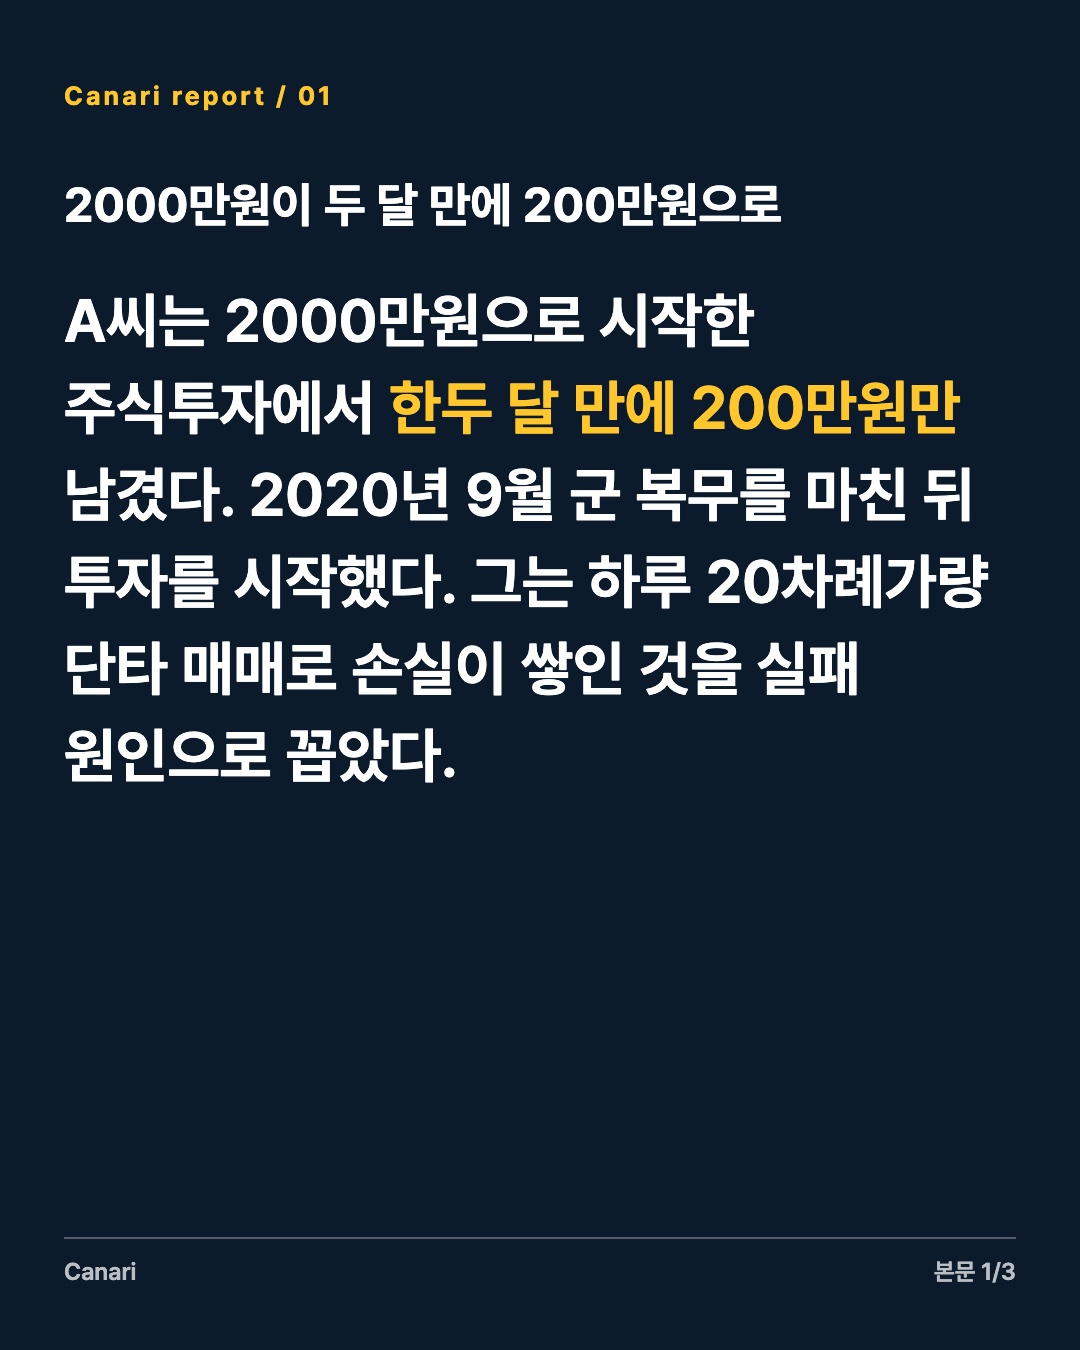 Canari report / 01
2000만원이 두 달 만에 200만원으로
A씨는 2000만원으로 시작한
주식투자에서 한두 달 만에 200만원만
남겼다. 2020년 9월 군 복무를 마친 뒤
투자를 시작했다. 그는 하루 20차례가량
단타 매매로 손실이 쌓인 것을 실패
원인으로 꼽았다.
Canari
본문 1/3